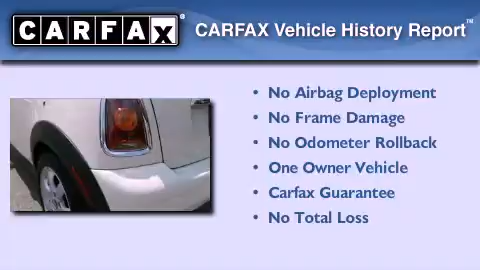 CARFAX® CARFAX Vehicle History Report™
• No Airbag Deployment
• No Frame Damage
• No Odometer Rollback
• One Owner Vehicle
• Carfax Guarantee
• No Total Loss